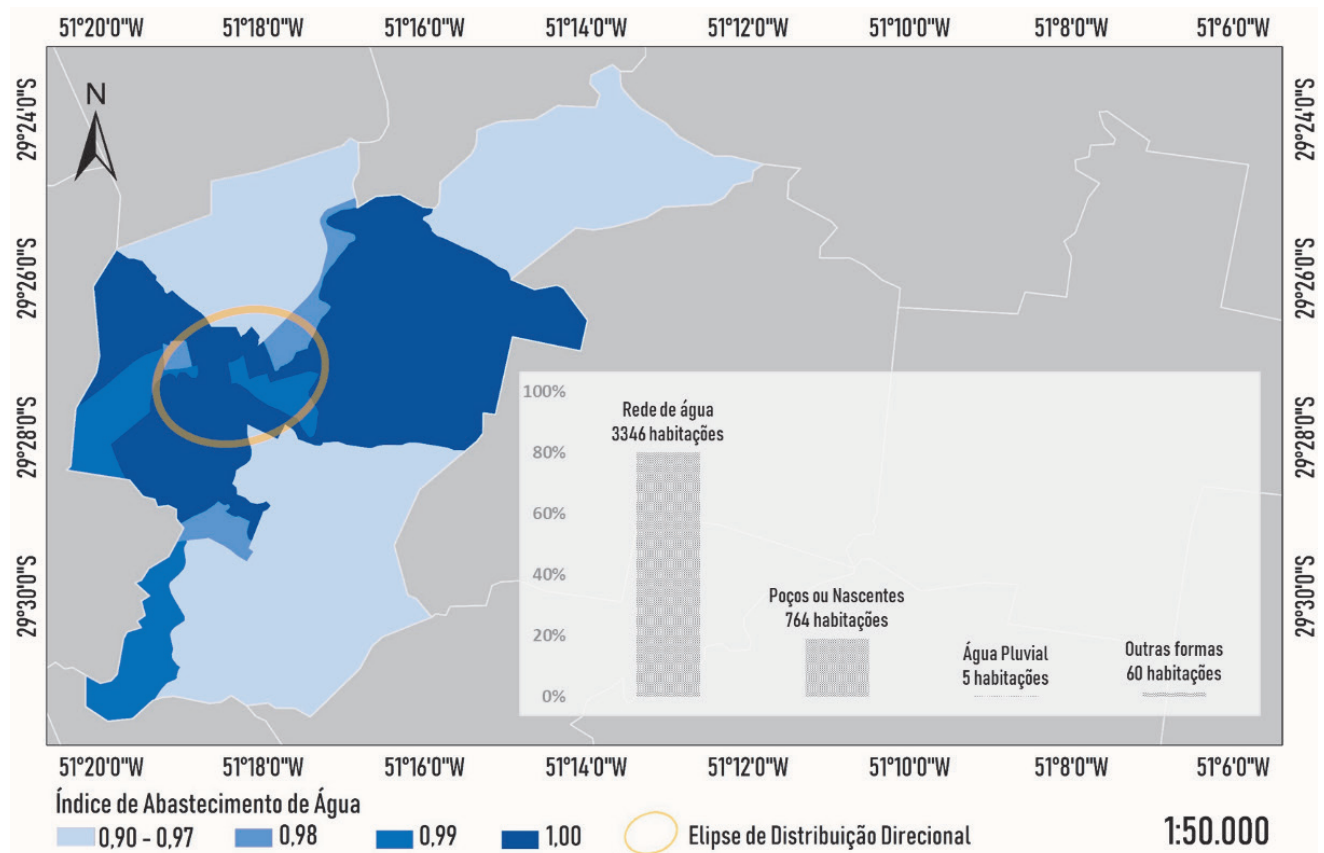 51°20'0"W 51°18'0"W 51°16'0"W 51°14'0"W 51°12'0"W 51°10'0"W 51°8'0"W 51°6'0"W
29°24'0"S
29°26'0"S
29°28'0"S
29°30'0"S
N
29°24'0"S
29°26'0"S
29°28'0"S
29°30'0"S
100%
80%
60%
40%
20%
0%
Rede de água
3346 habitações
Poços ou Nascentes
764 habitações
Água Pluvial
5 habitações
Outras formas
60 habitações
51°20'0"W 51°18'0"W 51°16'0"W 51°14'0"W 51°12'0"W 51°10'0"W 51°8'0"W 51°6'0"W
Índice de Abastecimento de Água
0,90 - 0,97 0,98 0,99 1,00 Elipse de Distribuição Direcional 1:50.000